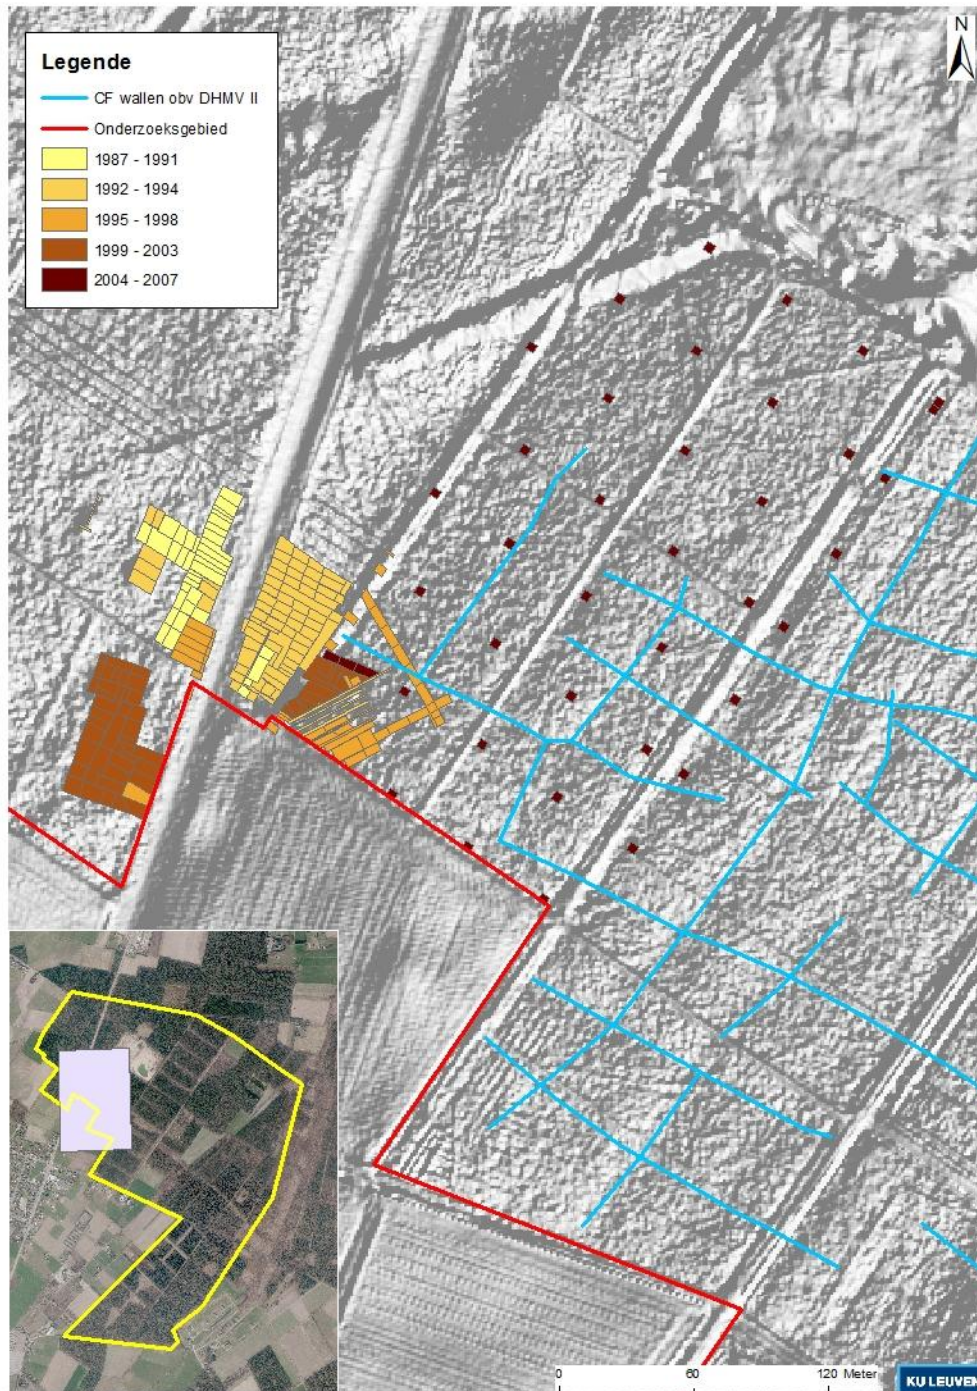 N
Legende
CF wallen obv DHMV II
Onderzoeksgebied
1987 - 1991
1992 - 1994
1995 - 1998
1999 - 2003
2004 - 2007
0 60 120 Meter
KU LEUVEN